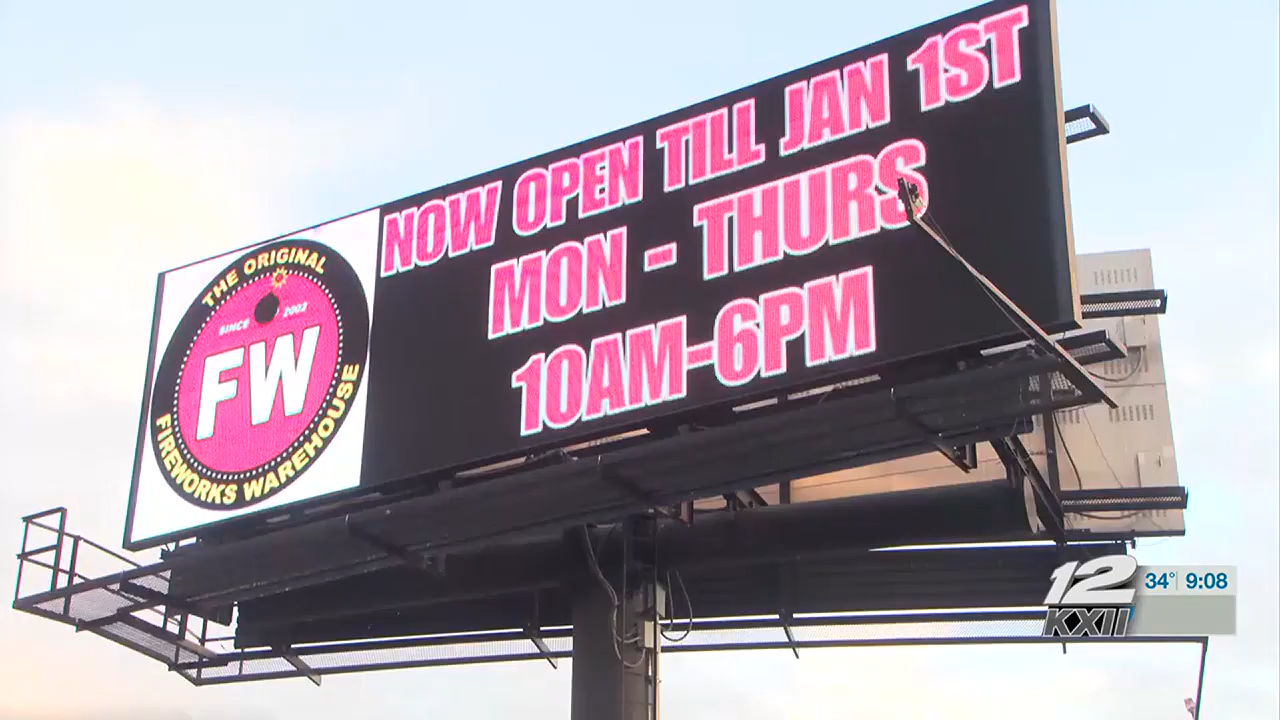 NOW OPEN TILL JAN 1ST
MON - THURS
10AM-6PM
THE ORIGINAL
SINCE 2002
FW
FIREWORKS WAREHOUSE
12 34° 9:08
KXII